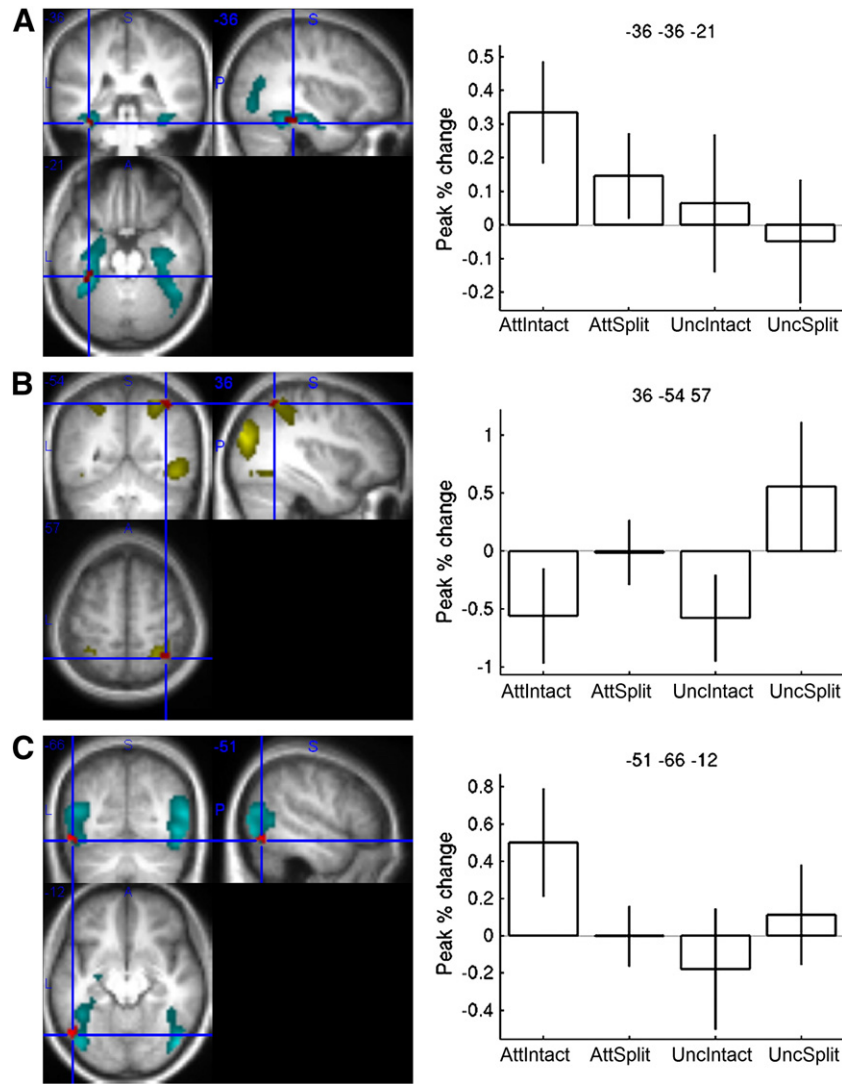 A
-36
S
-36
S
L
P
-21
A
L
-36 -36 -21
Peak % change
0.5
0.4
0.3
0.2
0.1
0
-0.1
-0.2
AttIntact AttSplit UncIntact UncSplit
B
-54
S
36
S
L
P
57
A
L
36 -54 57
Peak % change
1
0.5
0
-0.5
-1
AttIntact AttSplit UncIntact UncSplit
C
-66
S
-51
S
L
P
-12
A
L
-51 -66 -12
Peak % change
0.8
0.6
0.4
0.2
0
-0.2
-0.4
AttIntact AttSplit UncIntact UncSplit